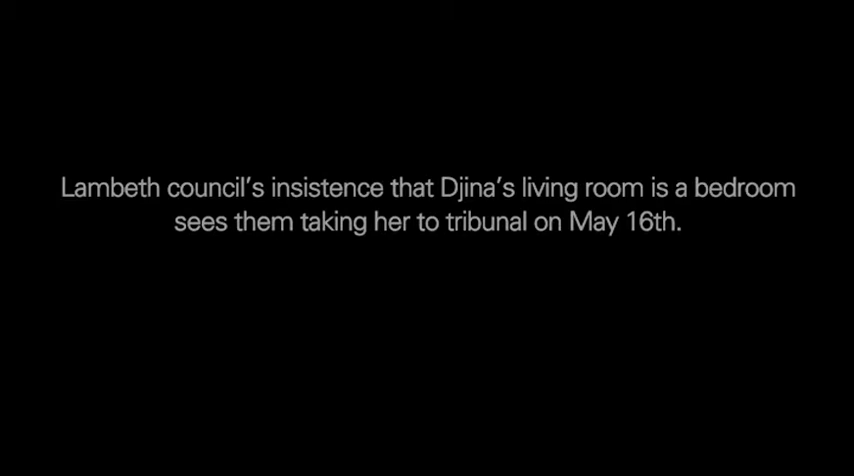 Lambeth council's insistence that Djina's living room is a bedroom
sees them taking her to tribunal on May 16th.